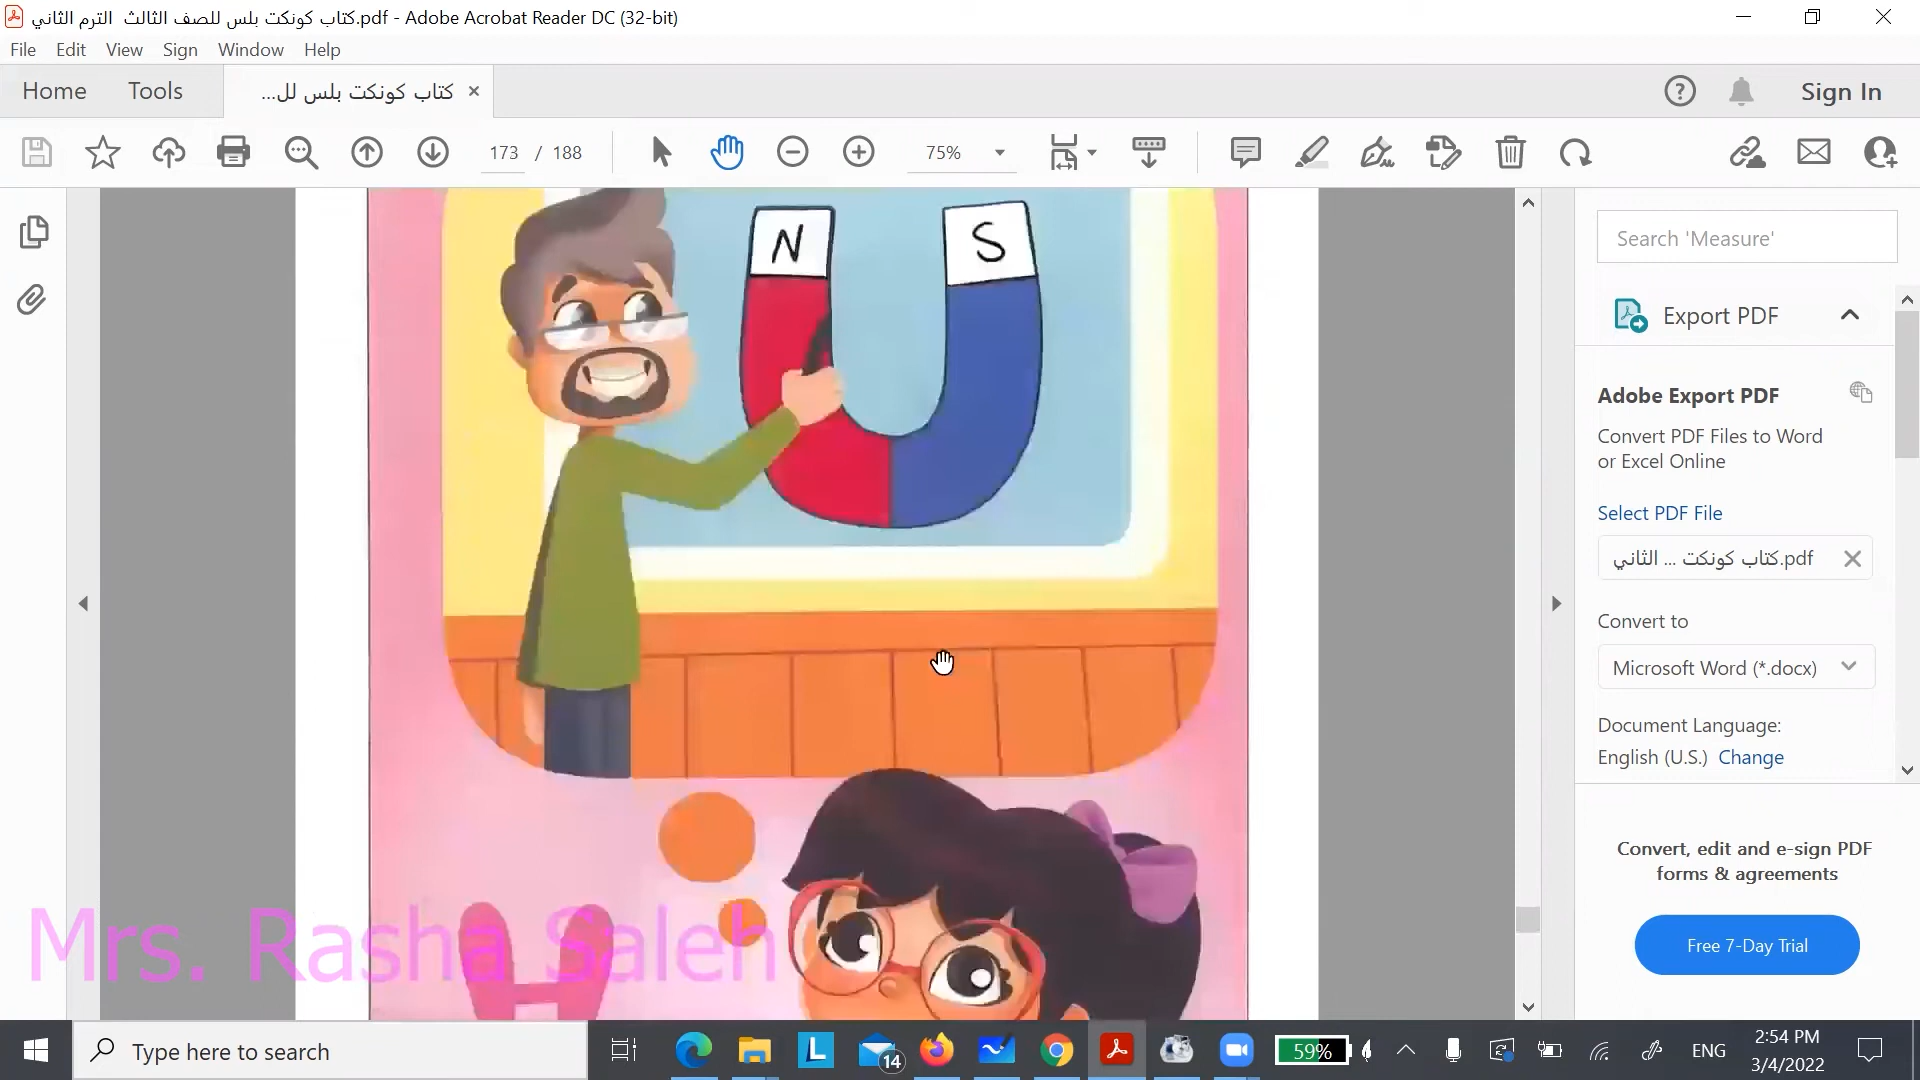 كتاب كونكت بلس للصف الثالث الترم الثاني.pdf - Adobe Acrobat Reader DC (32-bit)
File Edit View Sign Window Help
Home Tools كتاب كونكت بلس لل... × Sign In
173 / 188 75%
N S
Search 'Measure'
Export PDF
Adobe Export PDF
Convert PDF Files to Word
or Excel Online
Select PDF File
كتاب كونكت ... الثاني.pdf
Convert to
Microsoft Word (*.docx)
Document Language:
English (U.S.) Change
Convert, edit and e-sign PDF
forms & agreements
Free 7-Day Trial
H
Mrs. Rasha Saleh
Type here to search
L
14
59%
ENG
2:54 PM
3/4/2022